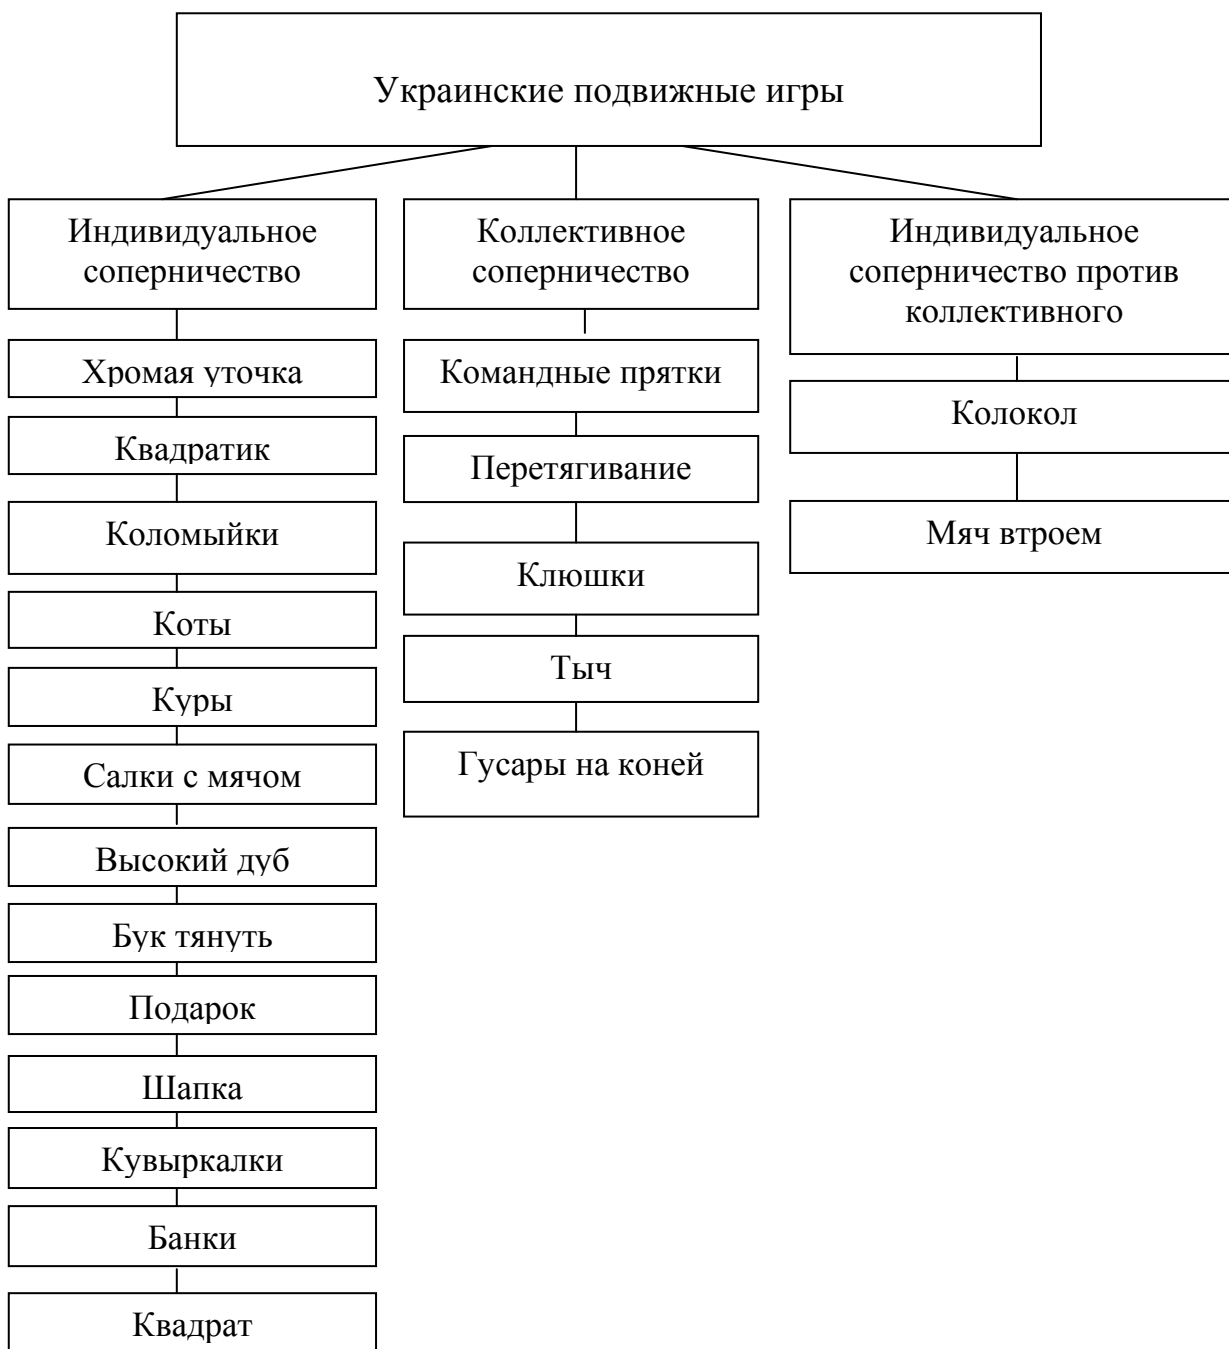 Украинские подвижные игры
Индивидуальное
соперничество
Хромая уточка
Квадратик
Коломыйки
Коты
Куры
Салки с мячом
Высокий дуб
Бук тянуть
Подарок
Шапка
Кувыркалки
Банки
Квадрат
Коллективное
соперничество
Командные прятки
Перетягивание
Клюшки
Тыч
Гусары на коней
Индивидуальное
соперничество против
коллективного
Колокол
Мяч втроем